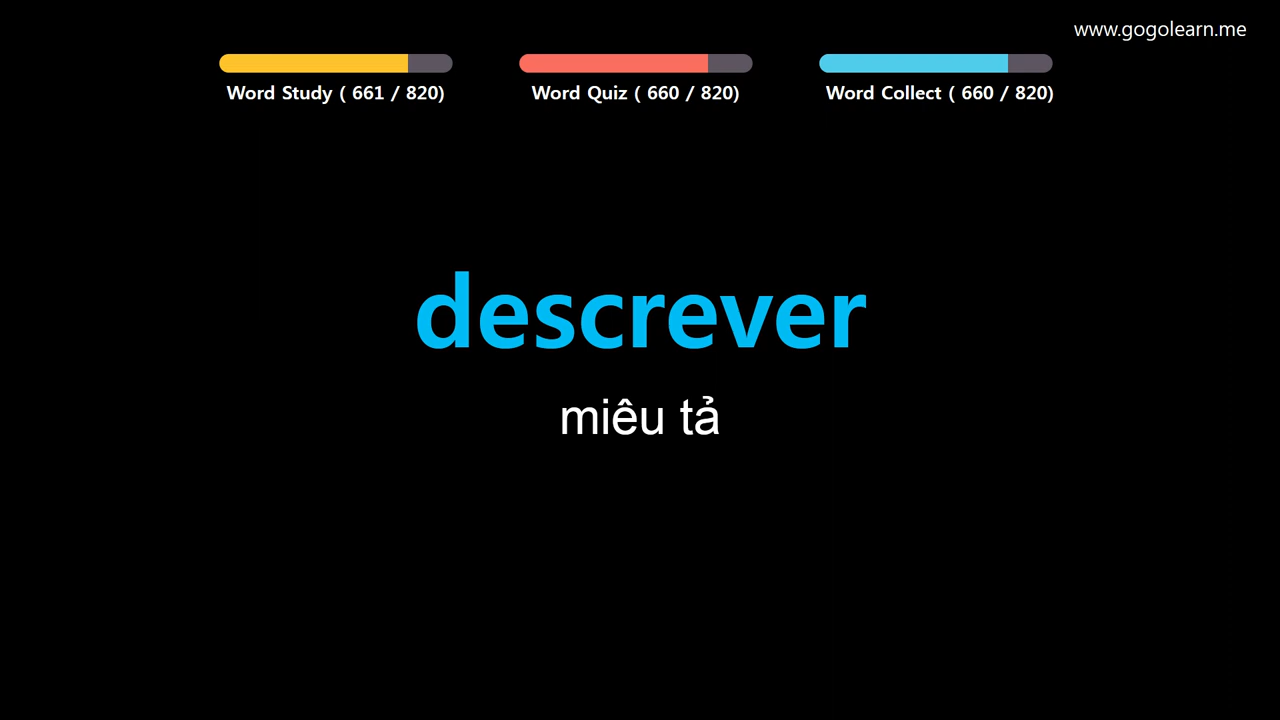 www.gogolearn.me
Word Study ( 661 / 820)
Word Quiz ( 660 / 820)
Word Collect ( 660 / 820)
descrever
miêu tả